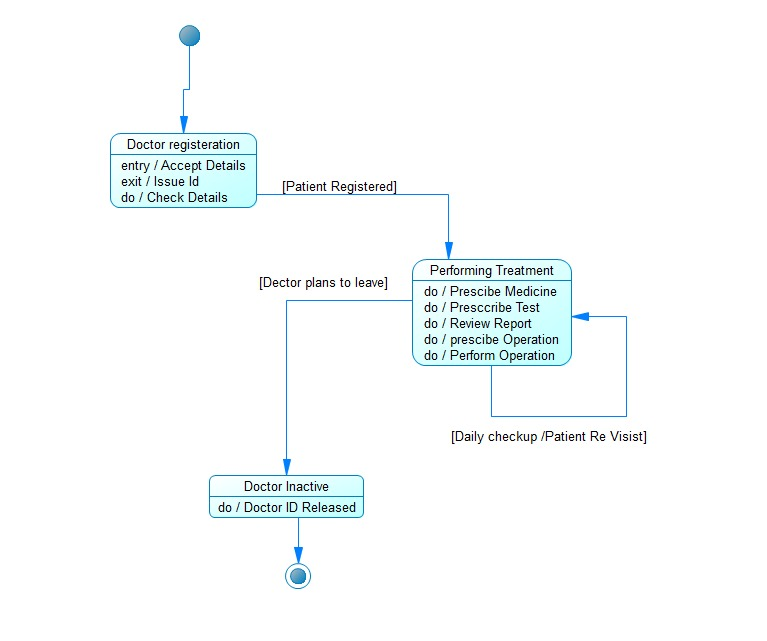 Doctor registeration
entry / Accept Details
exit / Issue Id
do / Check Details
[Patient Registered]
Performing Treatment
do / Prescibe Medicine
do / Presccribe Test
do / Review Report
do / prescibe Operation
do / Perform Operation
[Dector plans to leave]
[Daily checkup /Patient Re Visist]
Doctor Inactive
do / Doctor ID Released